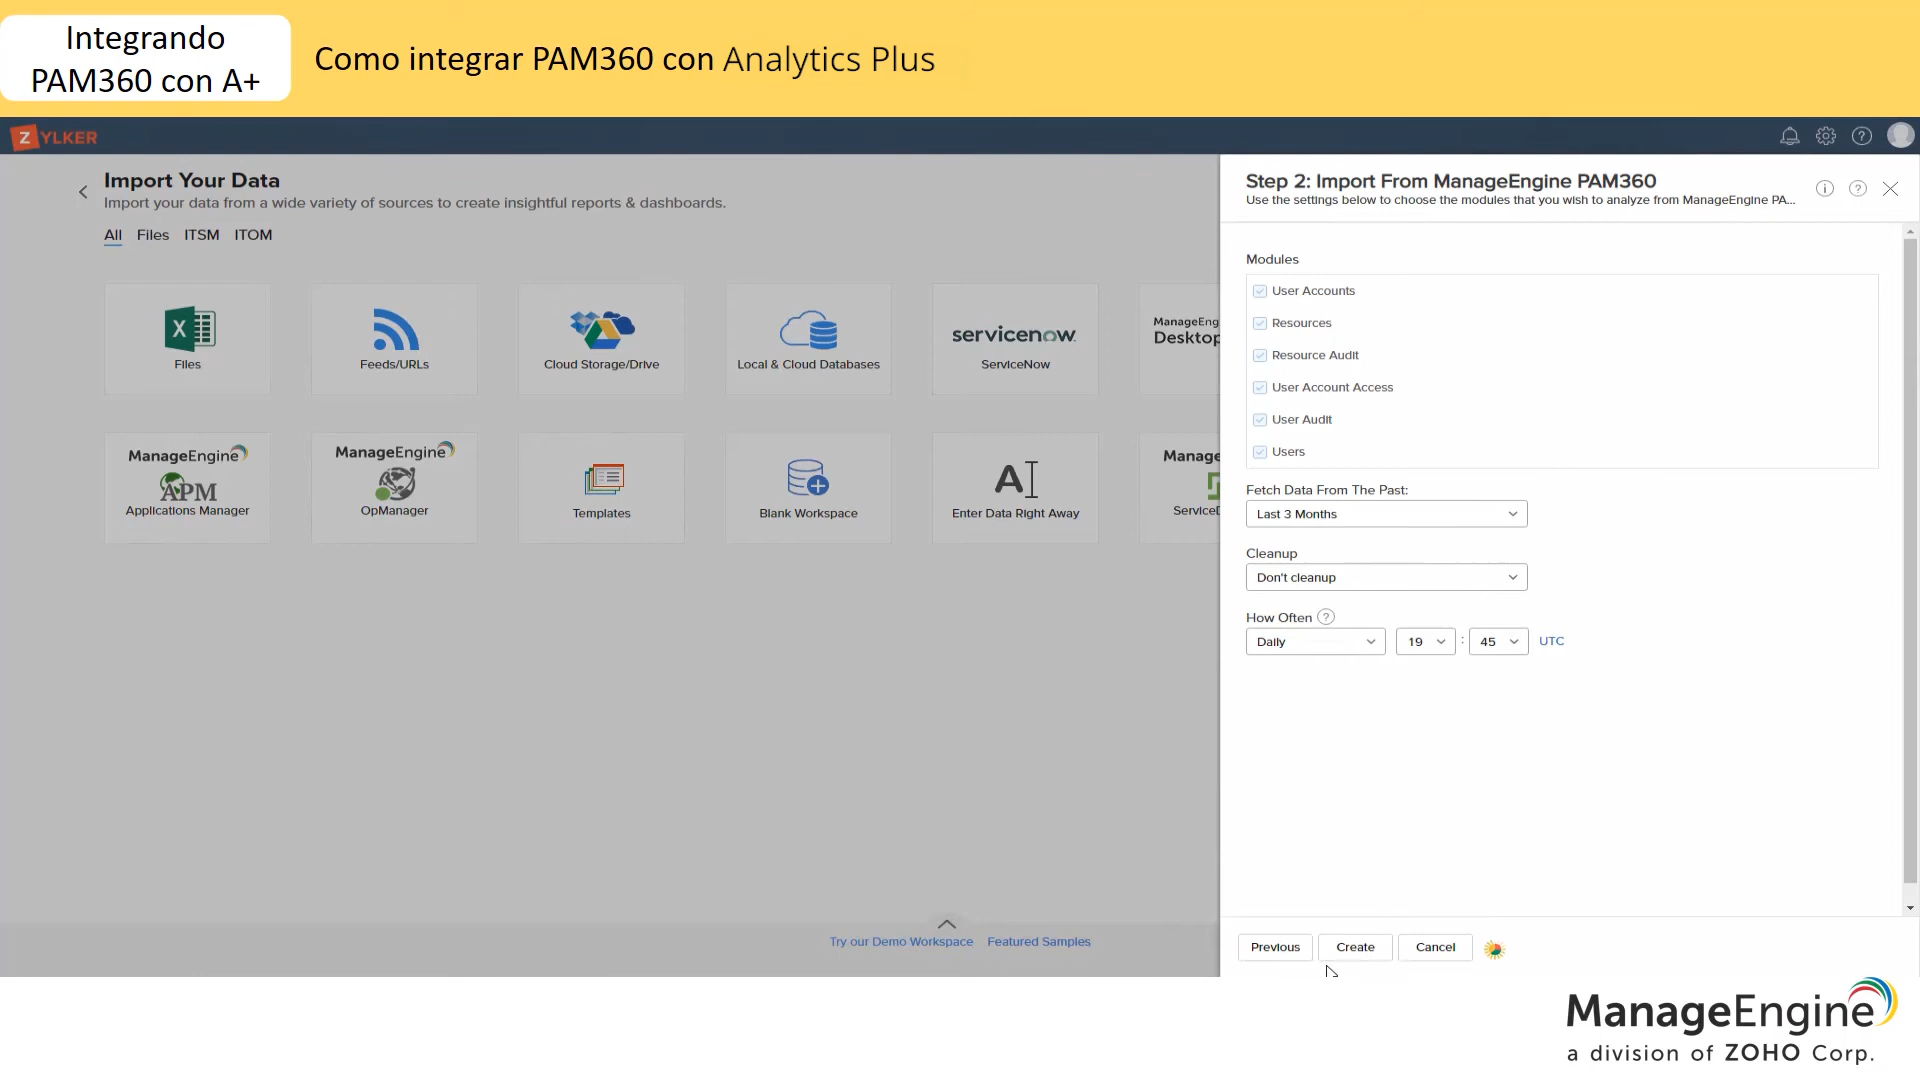 Integrando
PAM360 con A+
Como integrar PAM360 con Analytics Plus
ZYLKER
Import Your Data
Import your data from a wide variety of sources to create insightful reports & dashboards.
All Files ITSM ITOM
Files
Feeds/URLs
Cloud Storage/Drive
Local & Cloud Databases
servicenow
ServiceNow
ManageEng
Desktop
ManageEngine
APM
Applications Manager
ManageEngine
OpManager
Templates
Blank Workspace
A
Enter Data Right Away
Manage
ServiceD
Try our Demo Workspace Featured Samples
Step 2: Import From ManageEngine PAM360
Use the settings below to choose the modules that you wish to analyze from ManageEngine PA...
Modules
User Accounts
Resources
Resource Audit
User Account Access
User Audit
Users
Fetch Data From The Past:
Last 3 Months
Cleanup
Don't cleanup
How Often ?
Daily 19 : 45 UTC
Previous Create Cancel
ManageEngine
a division of ZOHO Corp.